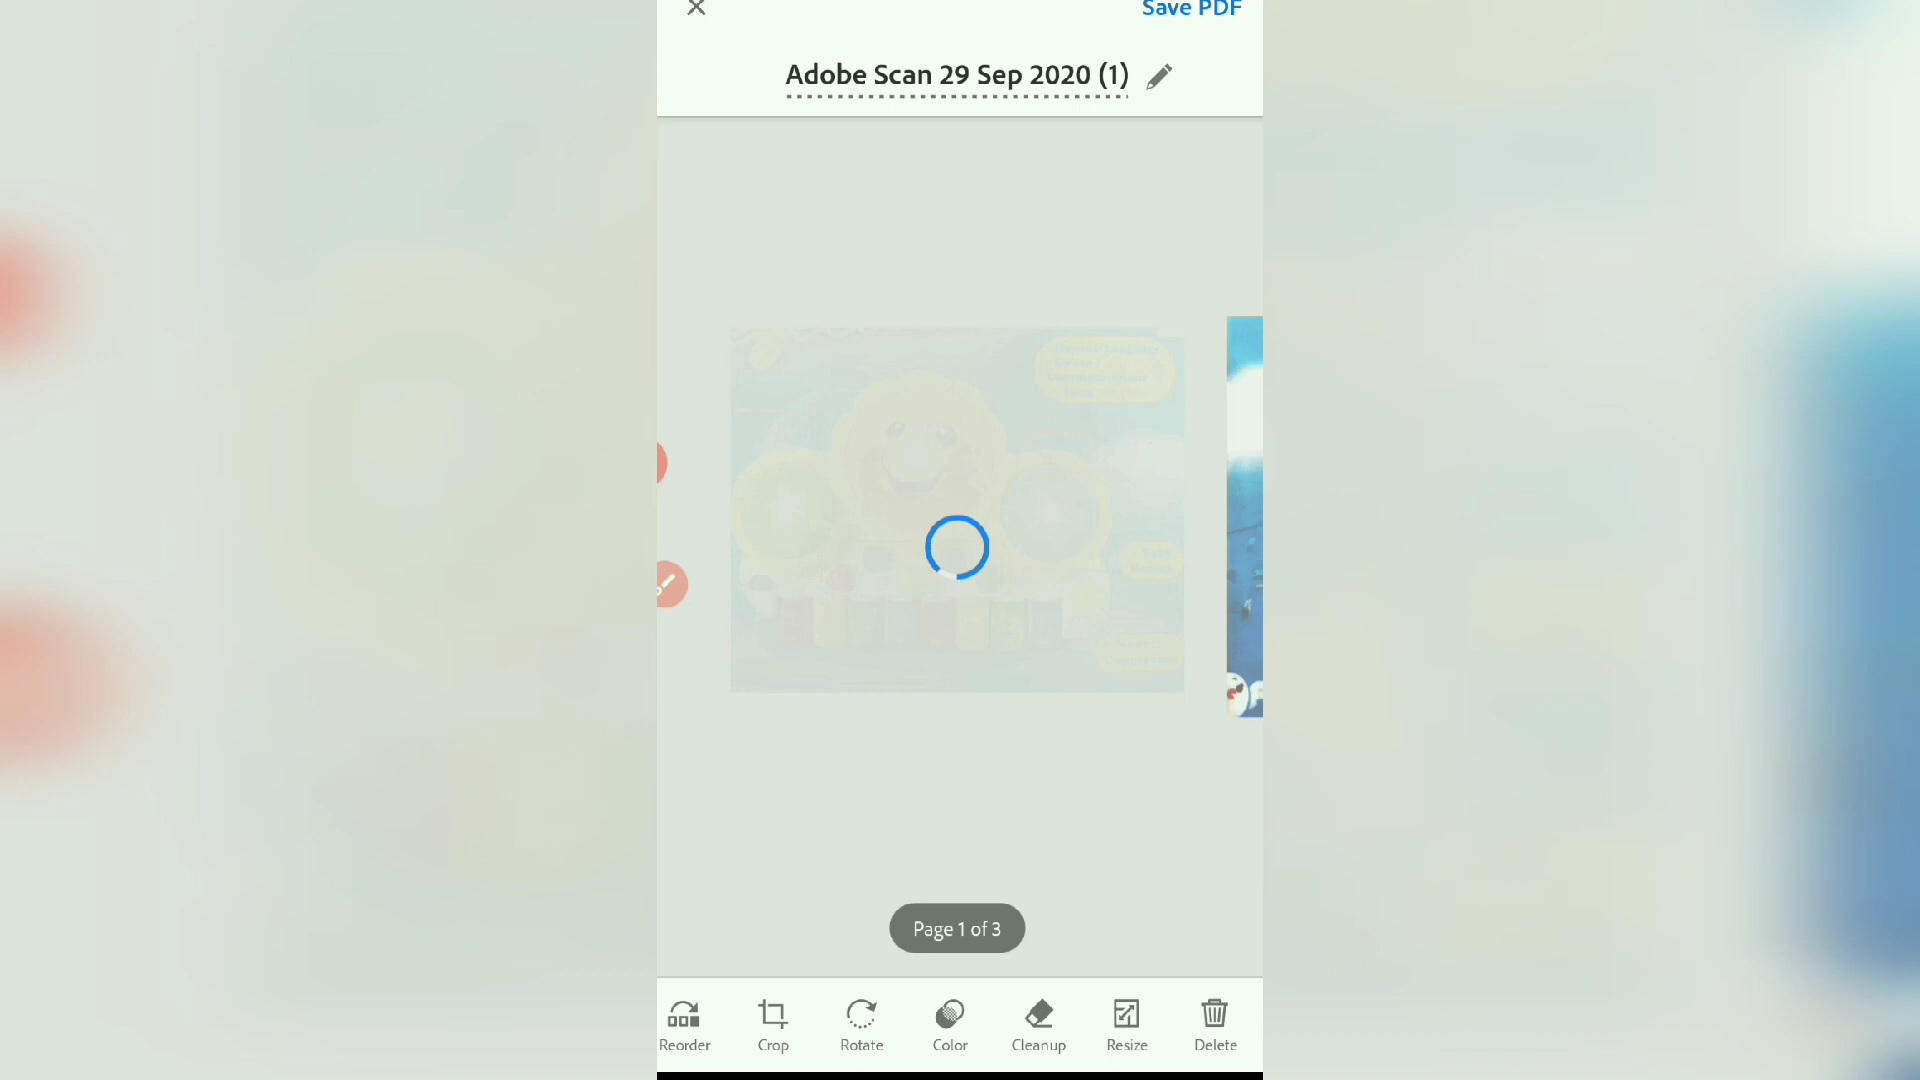 Save PDF
Adobe Scan 29 Sep 2020 (1)
Page 1 of 3
Reorder
Crop
Rotate
Color
Cleanup
Resize
Delete